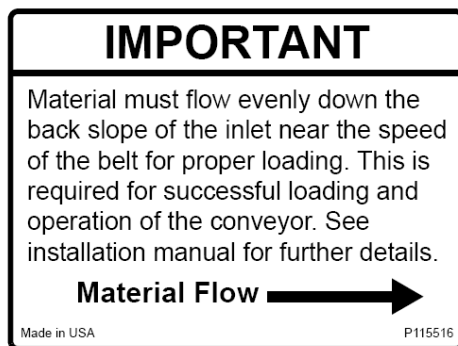 IMPORTANT
Material must flow evenly down the
back slope of the inlet near the speed
of the belt for proper loading. This is
required for successful loading and
operation of the conveyor. See
installation manual for further details.
Material Flow
Made in USA P115516